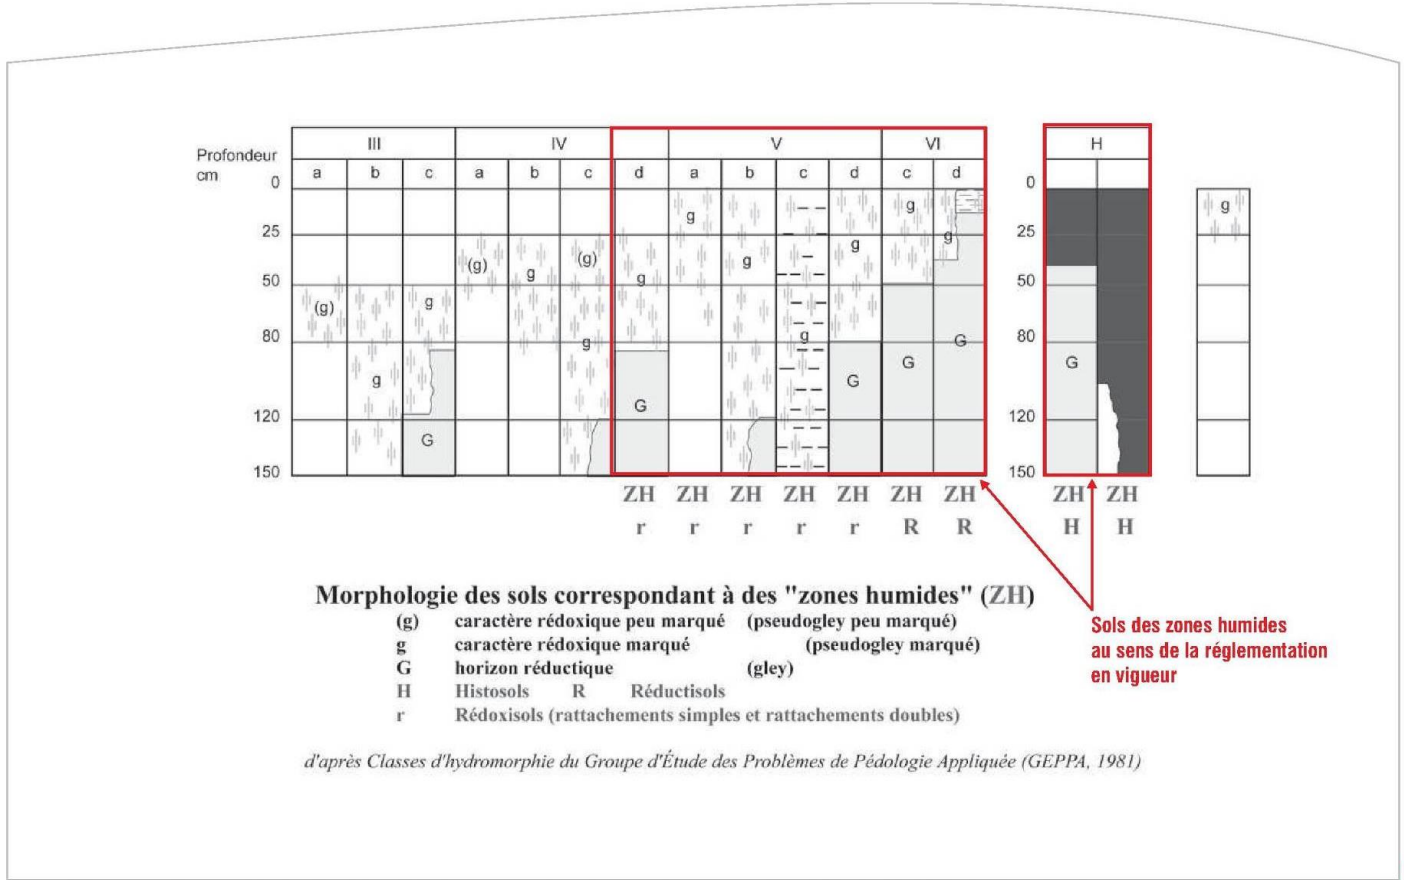 III IV V VI H
Profondeur
cm
a b c a b c d a b c d c d
0 0
25 25
50 50
80 80
120 120
150 150
(g) g g g G (g) g (g) g g G g g g g G g G g G G g
ZH ZH ZH ZH ZH ZH ZH ZH ZH
r r r r r R R H H
Morphologie des sols correspondant à des "zones humides" (ZH)
(g) caractère rédoxique peu marqué (pseudogley peu marqué)
g caractère rédoxique marqué (pseudogley marqué)
G horizon réductique (gley)
H Histosols R Réductisols
r Rédoxisols (rattachements simples et rattachements doubles)
d'après Classes d'hydromorphie du Groupe d'Étude des Problèmes de Pédologie Appliquée (GEPPA, 1981)
Sols des zones humides
au sens de la réglementation
en vigueur